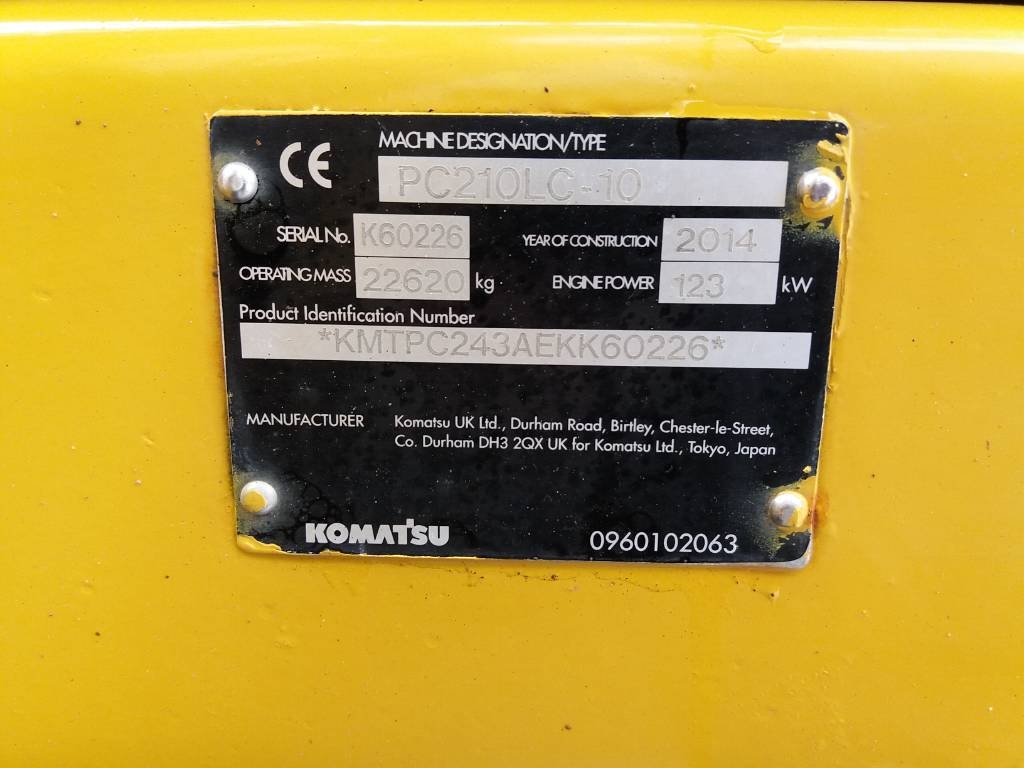 CE
MACHINE DESIGNATION/TYPE
PC210LC-10
SERIAL No. K60226 YEAR OF CONSTRUCTION 2014
OPERATING MASS 22620 kg ENGINE POWER 123 kW
Product Identification Number
*KMTPC243AEKK60226*
MANUFACTURER Komatsu UK Ltd., Durham Road, Birtley, Chester-le-Street,
Co. Durham DH3 2QX UK for Komatsu Ltd., Tokyo, Japan
KOMATSU 0960102063